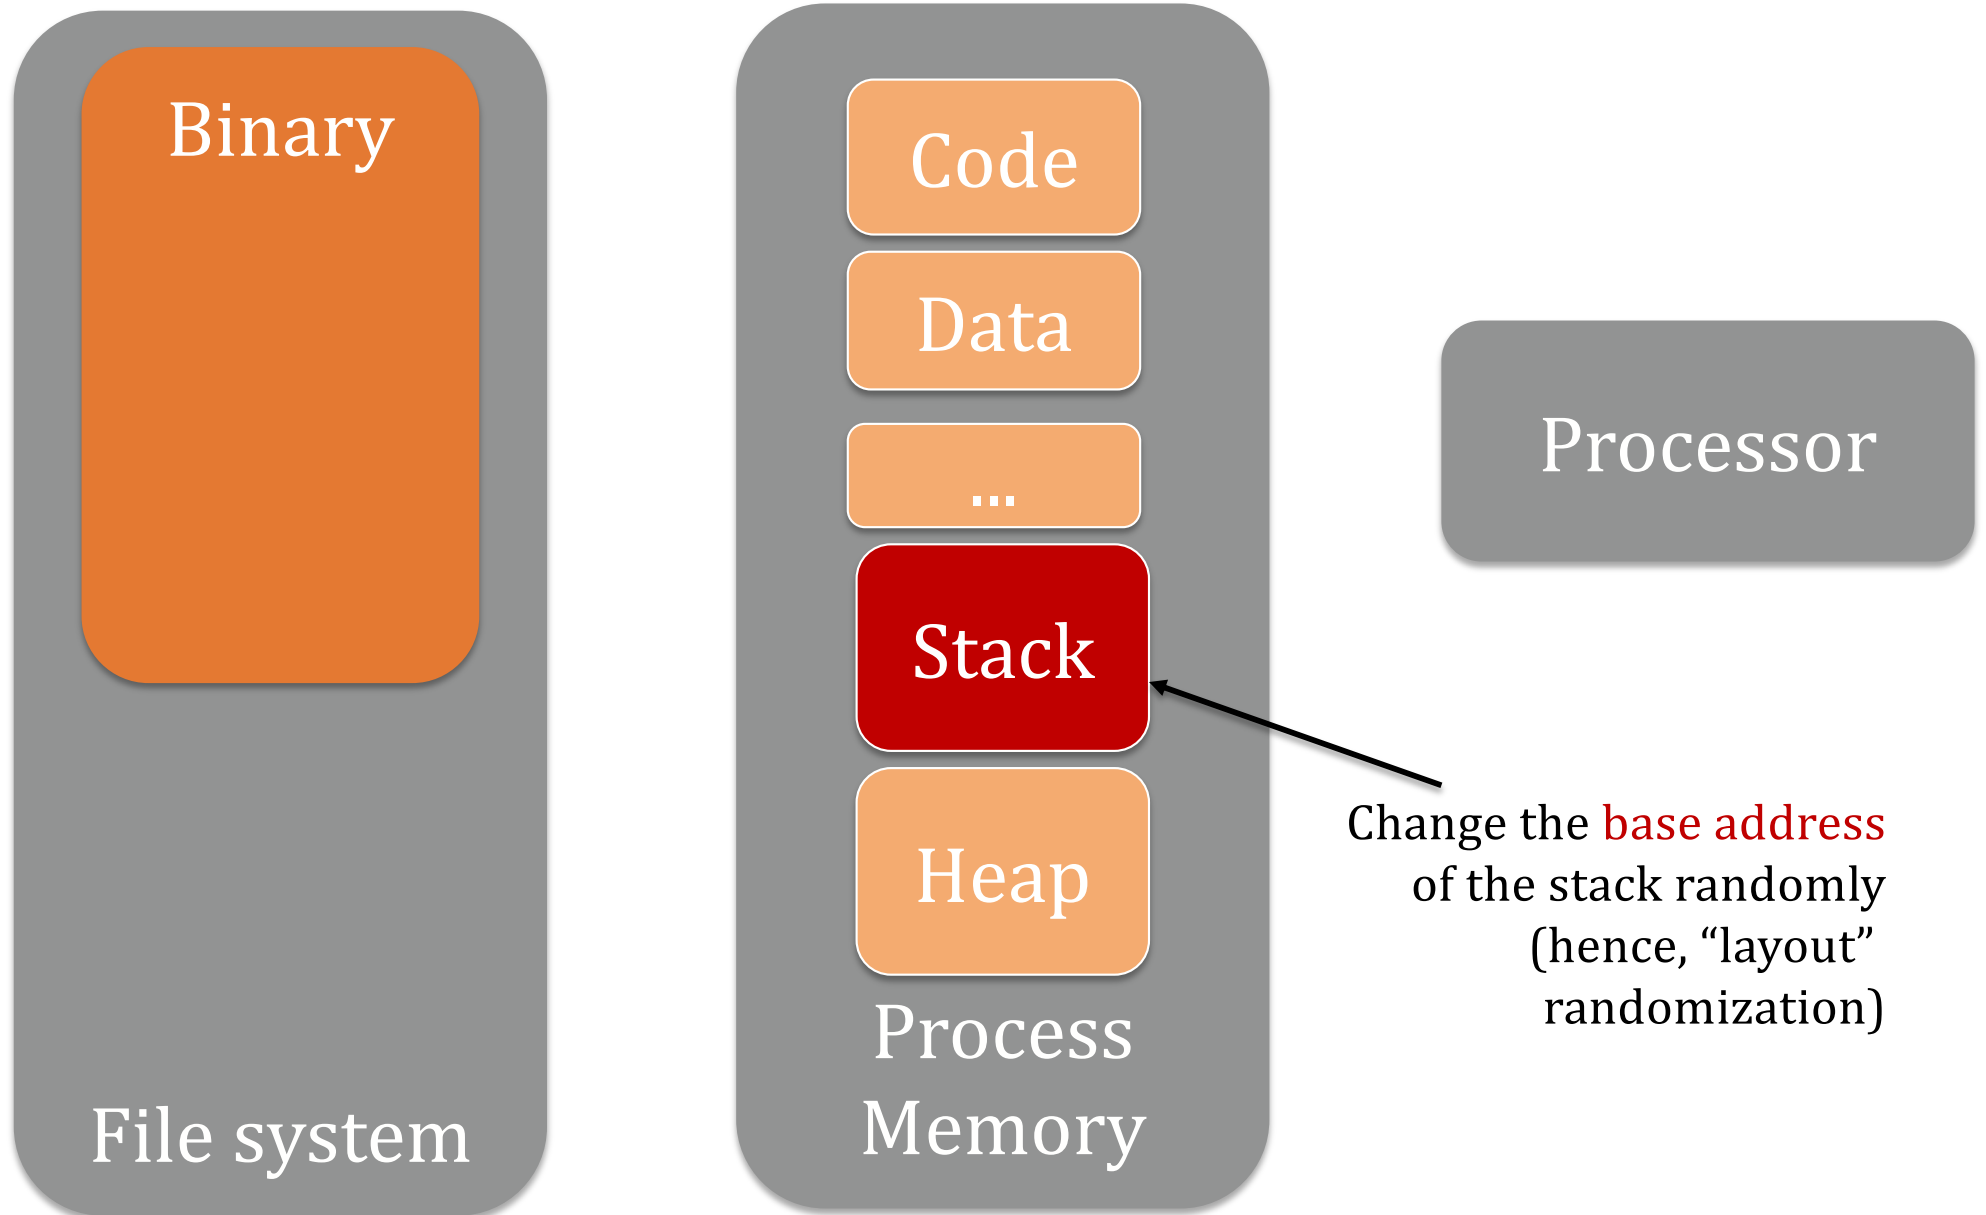 Binary
File system
Code
Data
...
Stack
Heap
Process
Memory
Processor
Change the base address
of the stack randomly
(hence, “layout”
randomization)